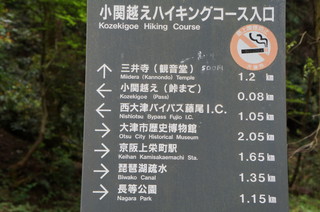 小関越えハイキングコース入口
Kozekigoe Hiking Course
↑ 三井寺（観音堂） 500円 1.2 km
Miidera (Kannondo) Temple
← 小関越え（峠まで） 0.08 km
Kozekigoe (Pass)
← 西大津バイパス藤尾I.C. 1.05 km
Nishiotsu Bypass Fujio I.C.
→ 大津市歴史博物館 2.05 km
Otsu City Historical Museum
→ 京阪上栄町駅 1.65 km
Keihan Kamisakaemachi Sta.
→ 琵琶湖疏水 1.35 km
Biwako Canal
→ 長等公園 1.15 km
Nagara Park